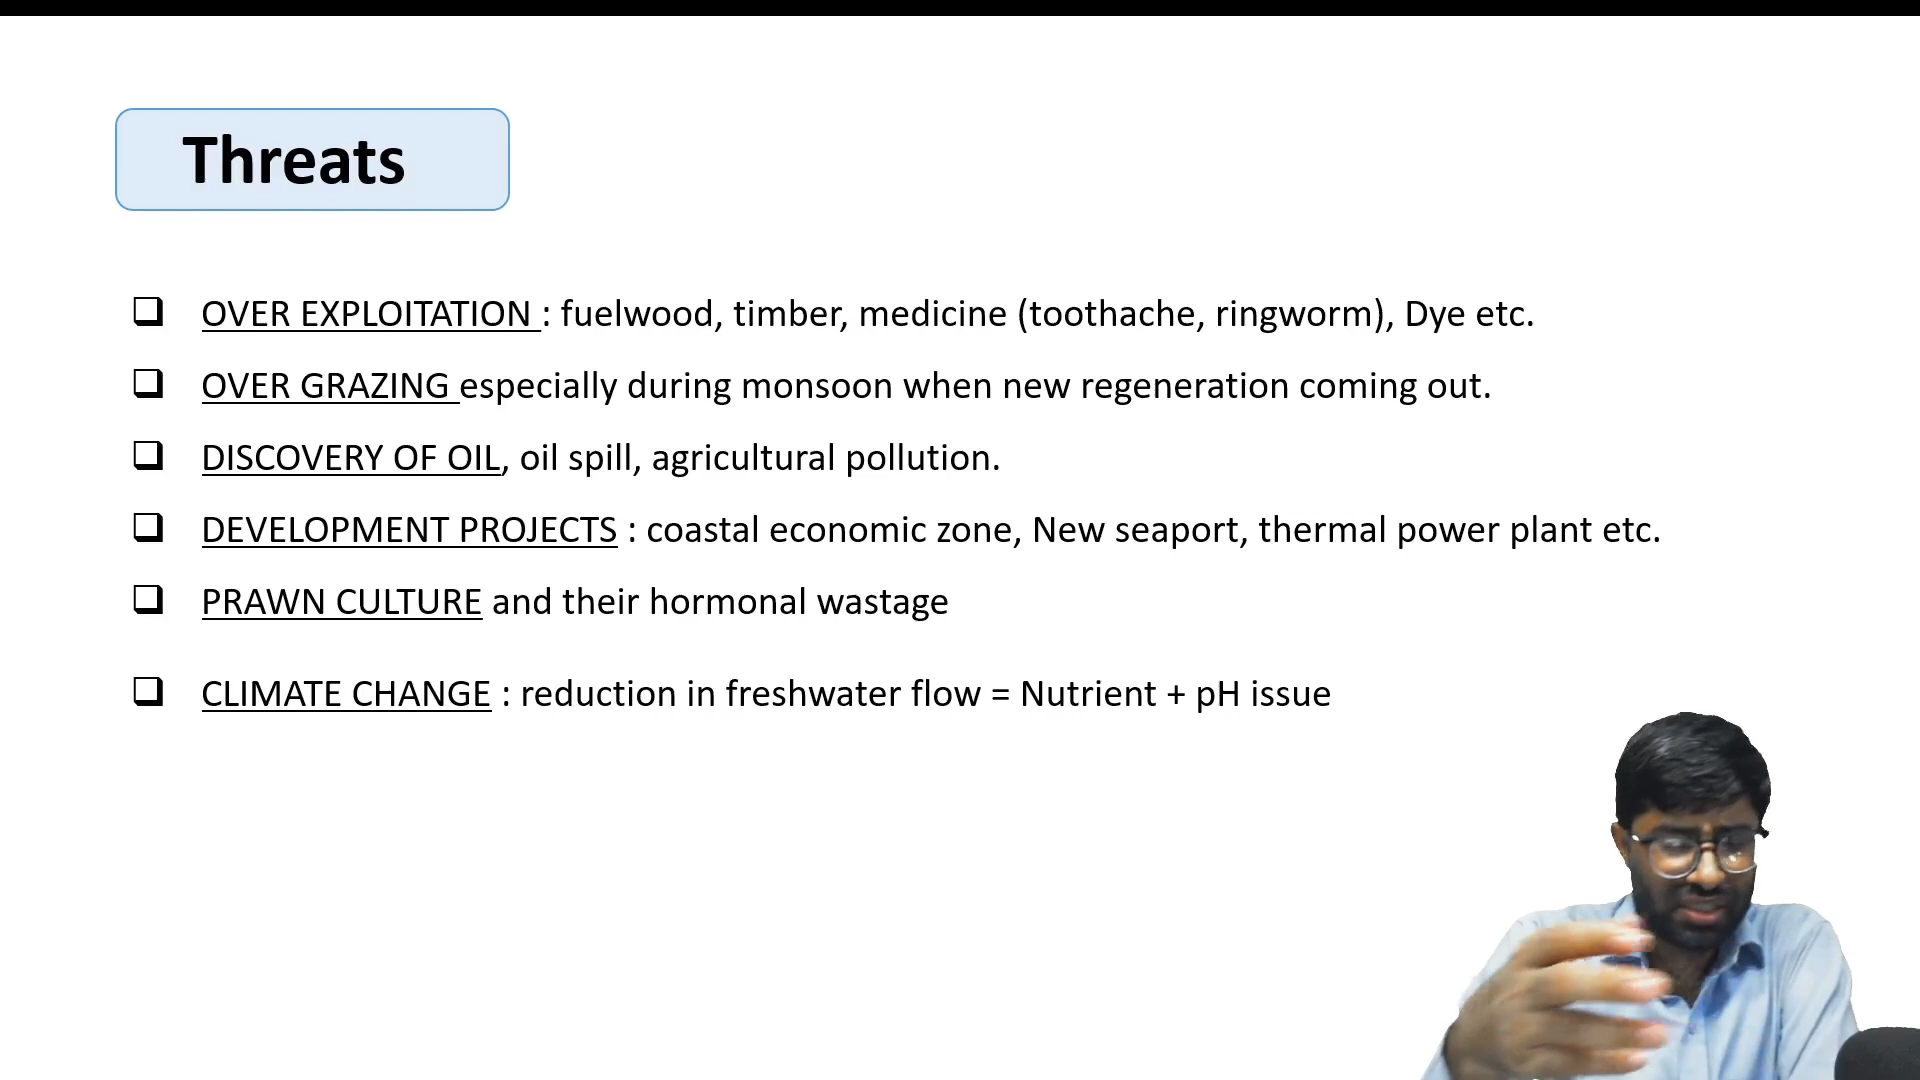 Threats
OVER EXPLOITATION : fuelwood, timber, medicine (toothache, ringworm), Dye etc.
OVER GRAZING especially during monsoon when new regeneration coming out.
DISCOVERY OF OIL, oil spill, agricultural pollution.
DEVELOPMENT PROJECTS : coastal economic zone, New seaport, thermal power plant etc.
PRAWN CULTURE and their hormonal wastage
CLIMATE CHANGE : reduction in freshwater flow = Nutrient + pH issue